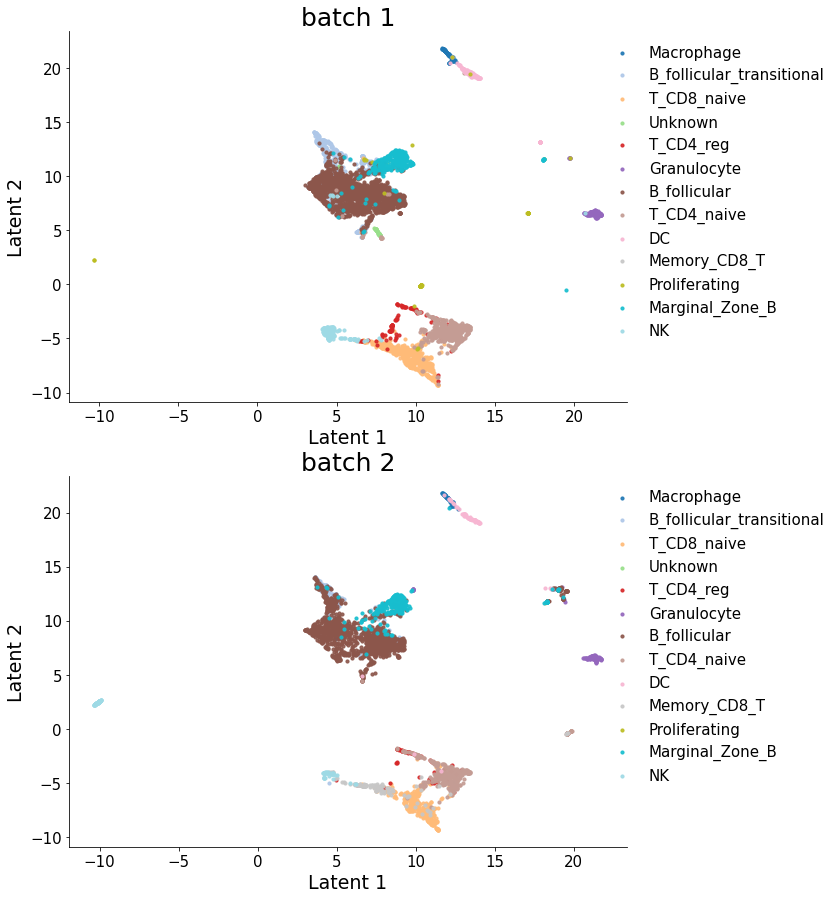 batch 1
Latent 2
20
15
10
5
0
−5
−10
−10
−5
0
5
10
15
20
Latent 1
Macrophage
B_follicular_transitional
T_CD8_naive
Unknown
T_CD4_reg
Granulocyte
B_follicular
T_CD4_naive
DC
Memory_CD8_T
Proliferating
Marginal_Zone_B
NK
batch 2
Latent 2
20
15
10
5
0
−5
−10
−10
−5
0
5
10
15
20
Latent 1
Macrophage
B_follicular_transitional
T_CD8_naive
Unknown
T_CD4_reg
Granulocyte
B_follicular
T_CD4_naive
DC
Memory_CD8_T
Proliferating
Marginal_Zone_B
NK